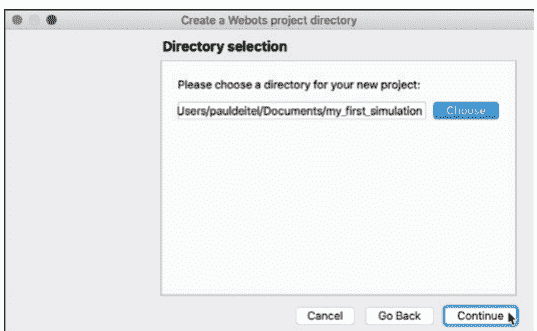 Create a Webots project directory
Directory selection
Please choose a directory for your new project:
Users/pauldeitel/Documents/my_first_simulation Choose
Cancel Go Back Continue